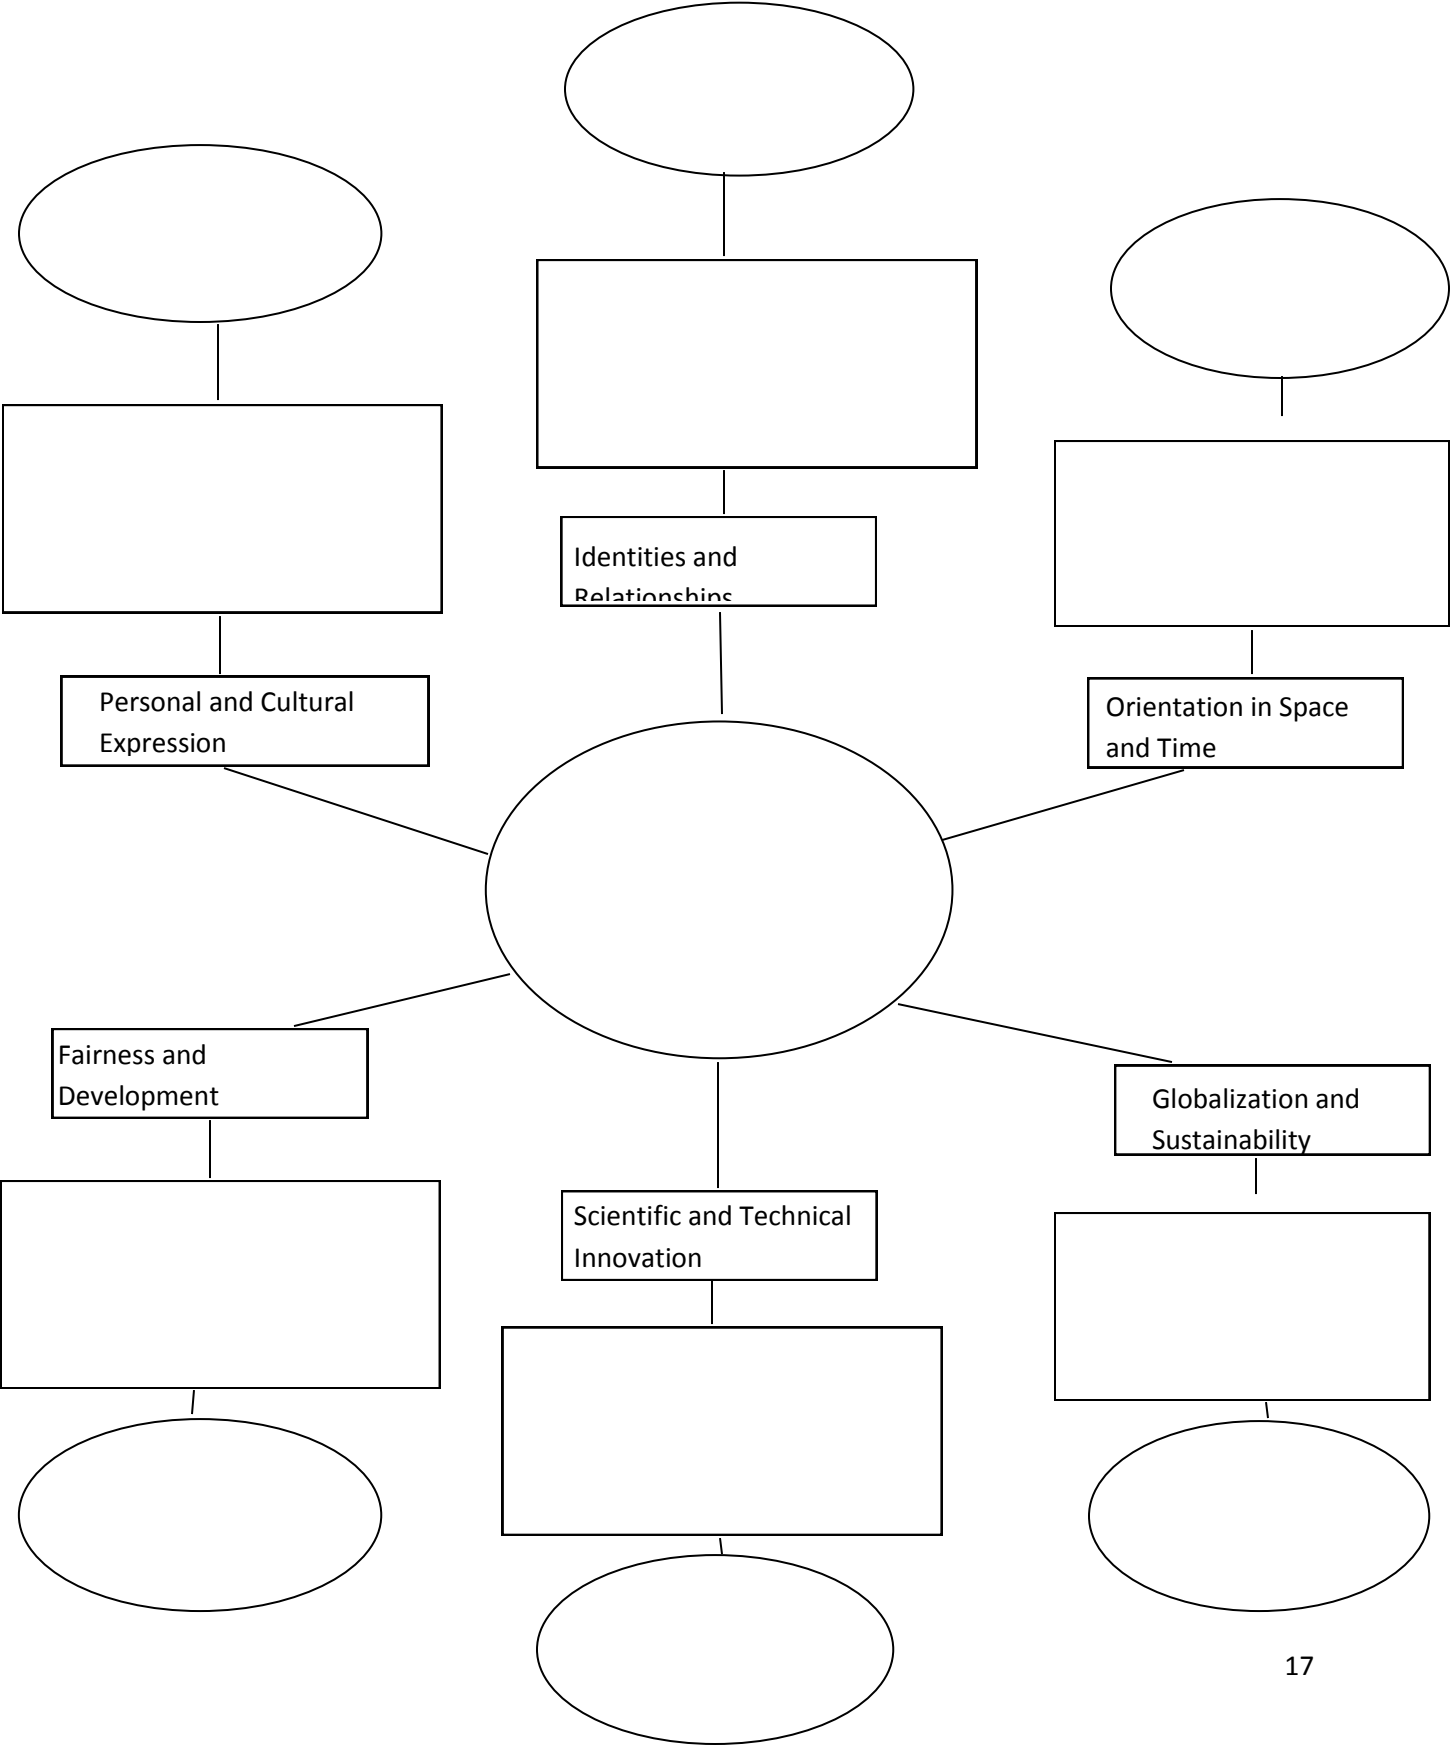 Identities and
Relationships
Personal and Cultural
Expression
Orientation in Space
and Time
Fairness and
Development
Globalization and
Sustainability
Scientific and Technical
Innovation
17